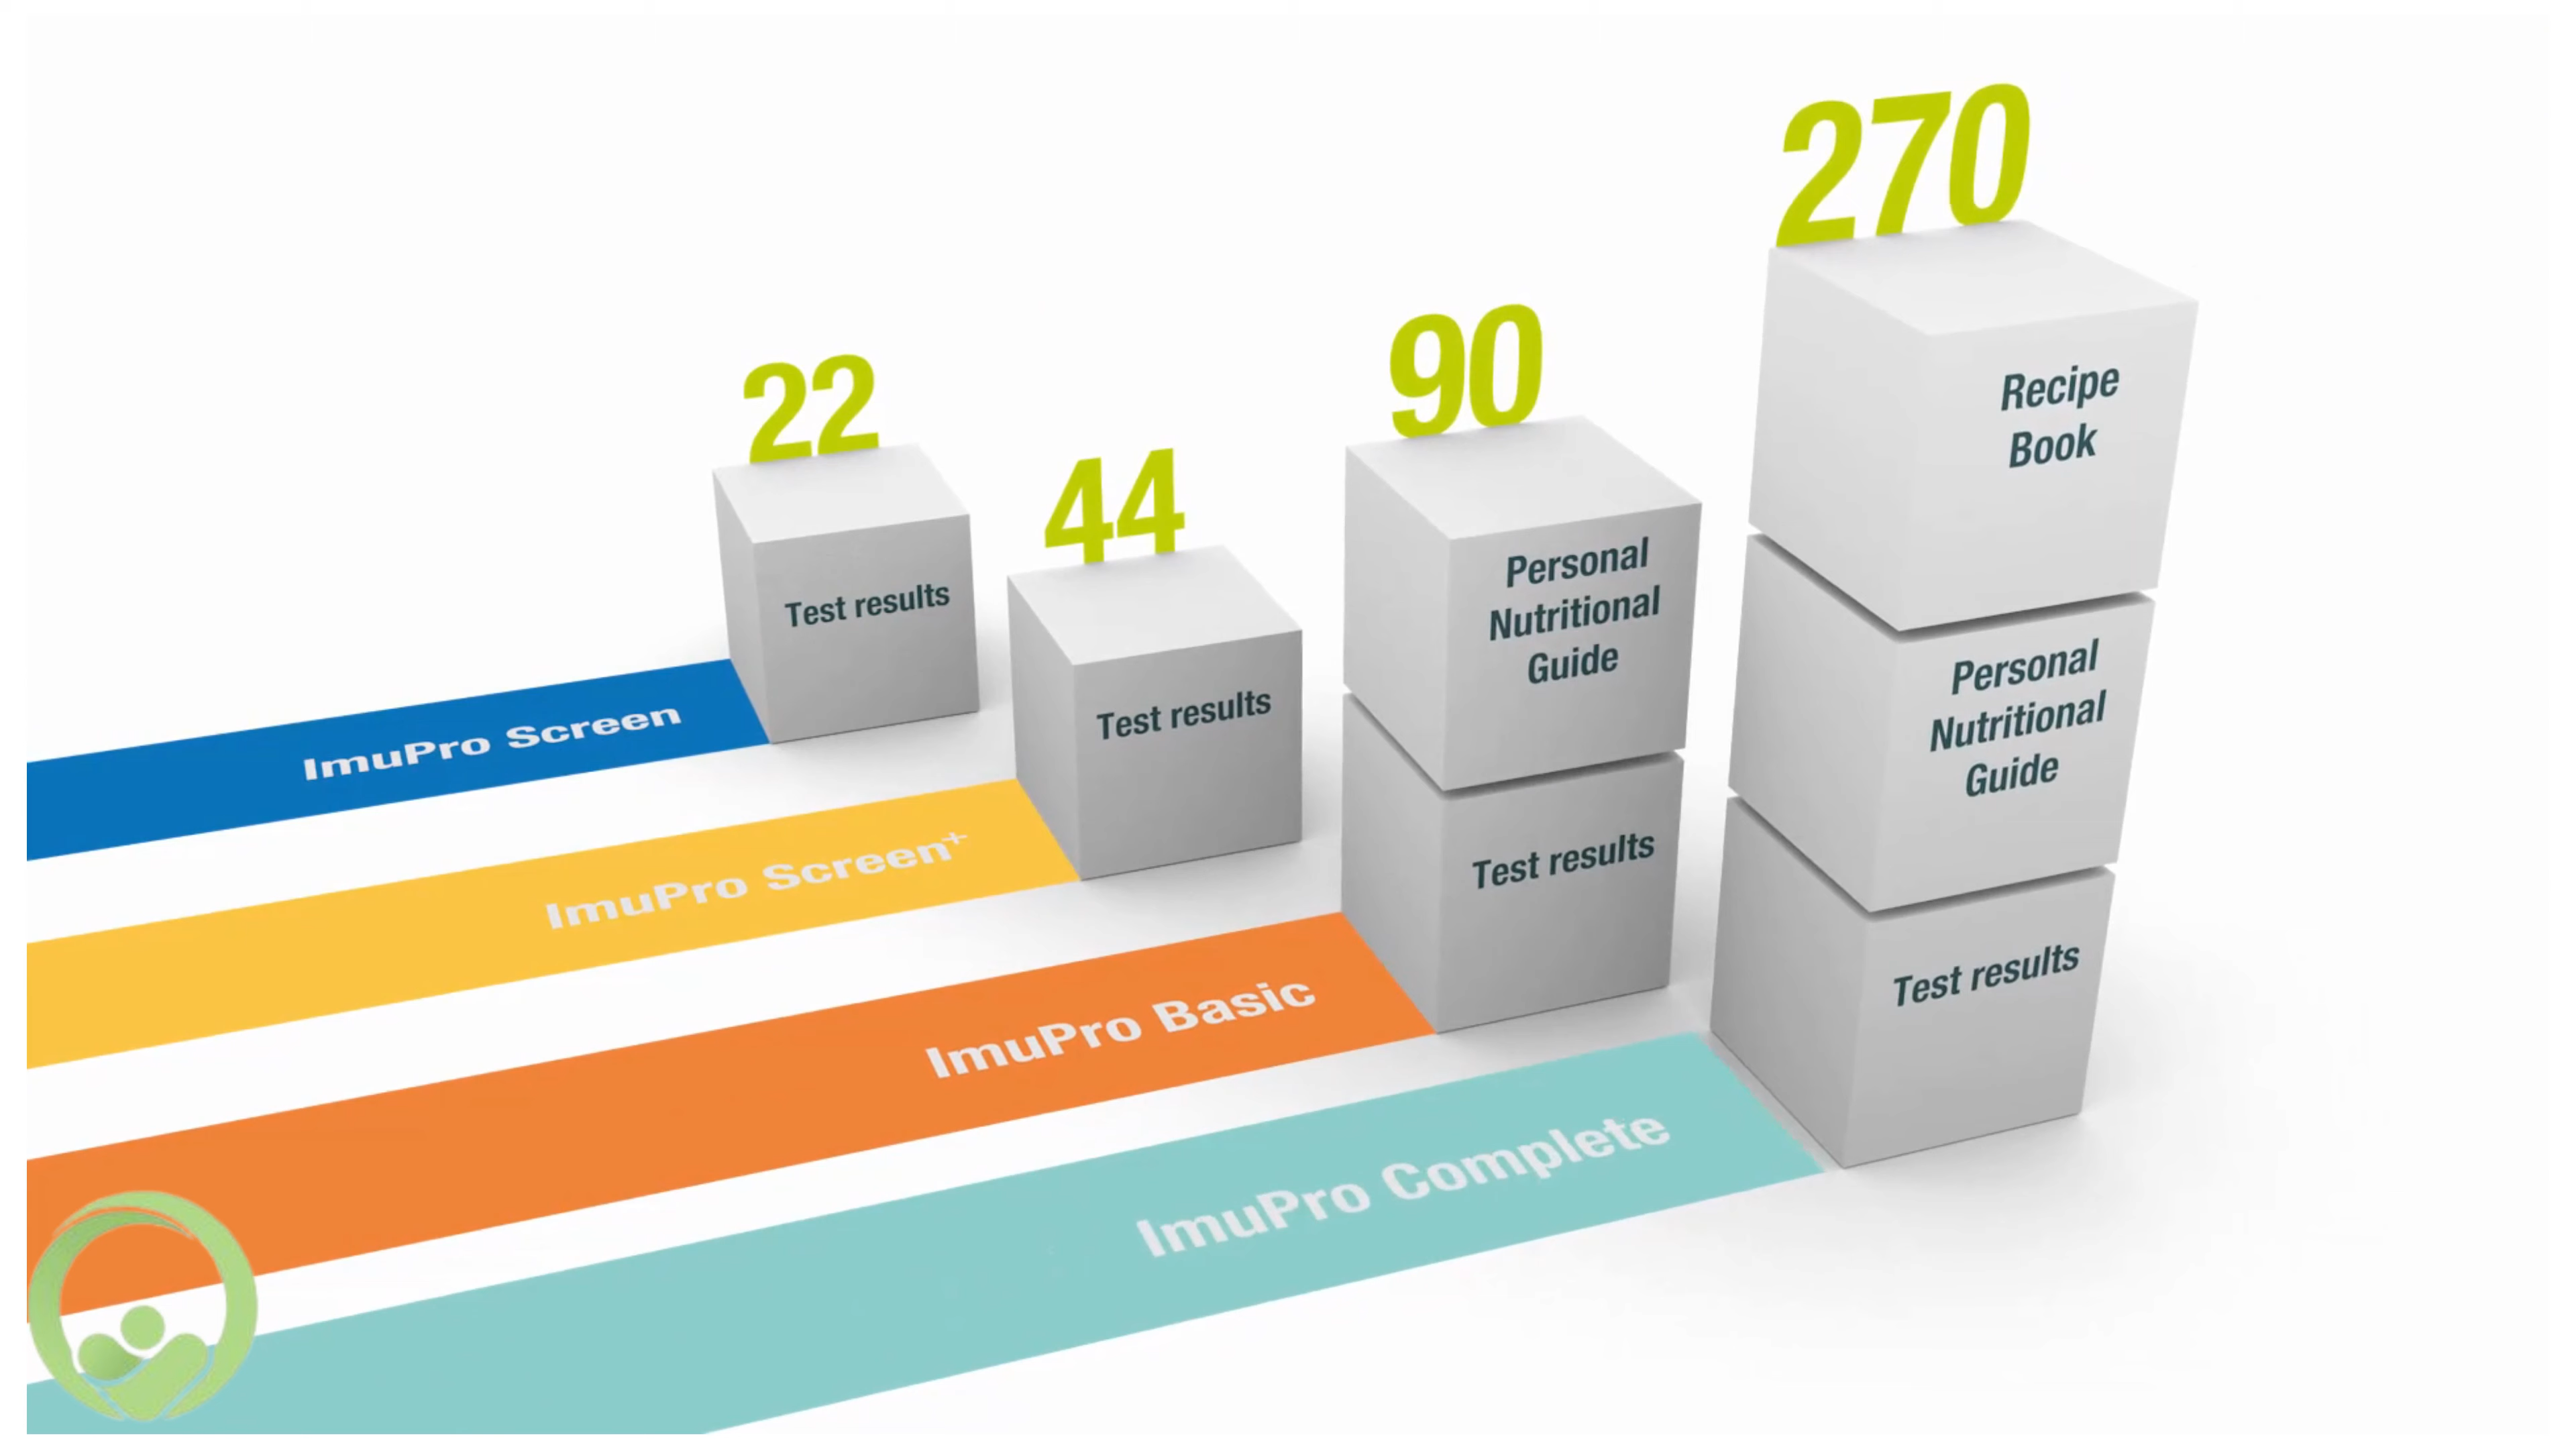 22
Test results
ImuPro Screen
44
Test results
ImuPro Screen⁺
90
Personal
Nutritional
Guide
Test results
ImuPro Basic
270
Recipe
Book
Personal
Nutritional
Guide
Test results
ImuPro Complete